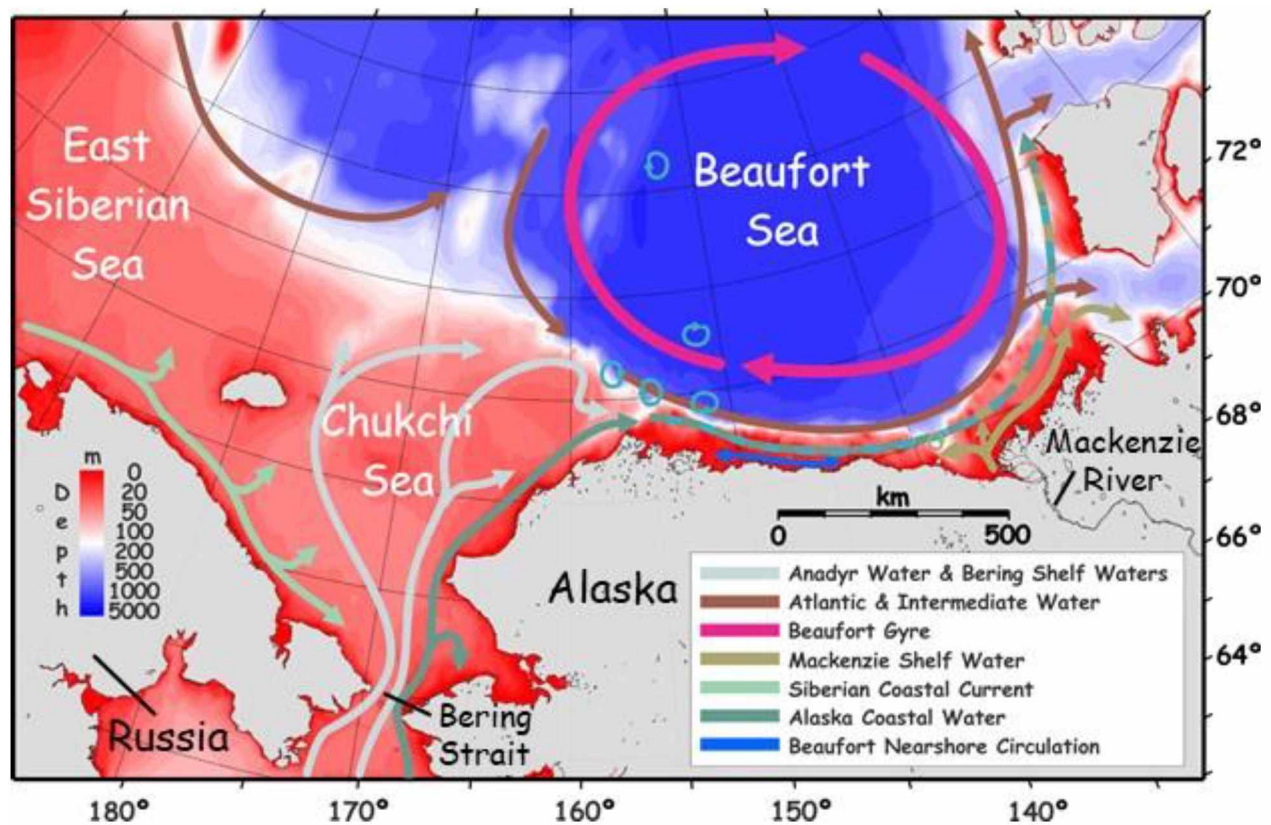 East
Siberian
Sea
Beaufort
Sea
Chukchi
Sea
Mackenzie
River
Alaska
Russia
Bering
Strait
72°
70°
68°
66°
64°
180°
170°
160°
150°
140°
Depth
m
0
20
50
100
200
500
1000
5000
km
0 500
Anadyr Water & Bering Shelf Waters
Atlantic & Intermediate Water
Beaufort Gyre
Mackenzie Shelf Water
Siberian Coastal Current
Alaska Coastal Water
Beaufort Nearshore Circulation